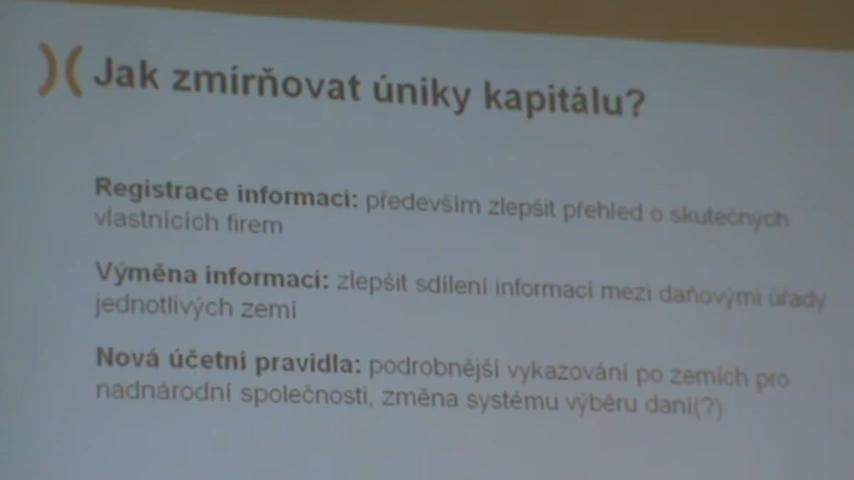 Jak zmírňovat úniky kapitálu?
Registrace informací: především zlepšit přehled o skutečných
vlastnících firem
Výměna informací: zlepšit sdílení informací mezi daňovými úřady
jednotlivých zemí
Nová účetní pravidla: podrobnější vykazování po zemích pro
nadnárodní společnosti, změna systému výběru daní(?)